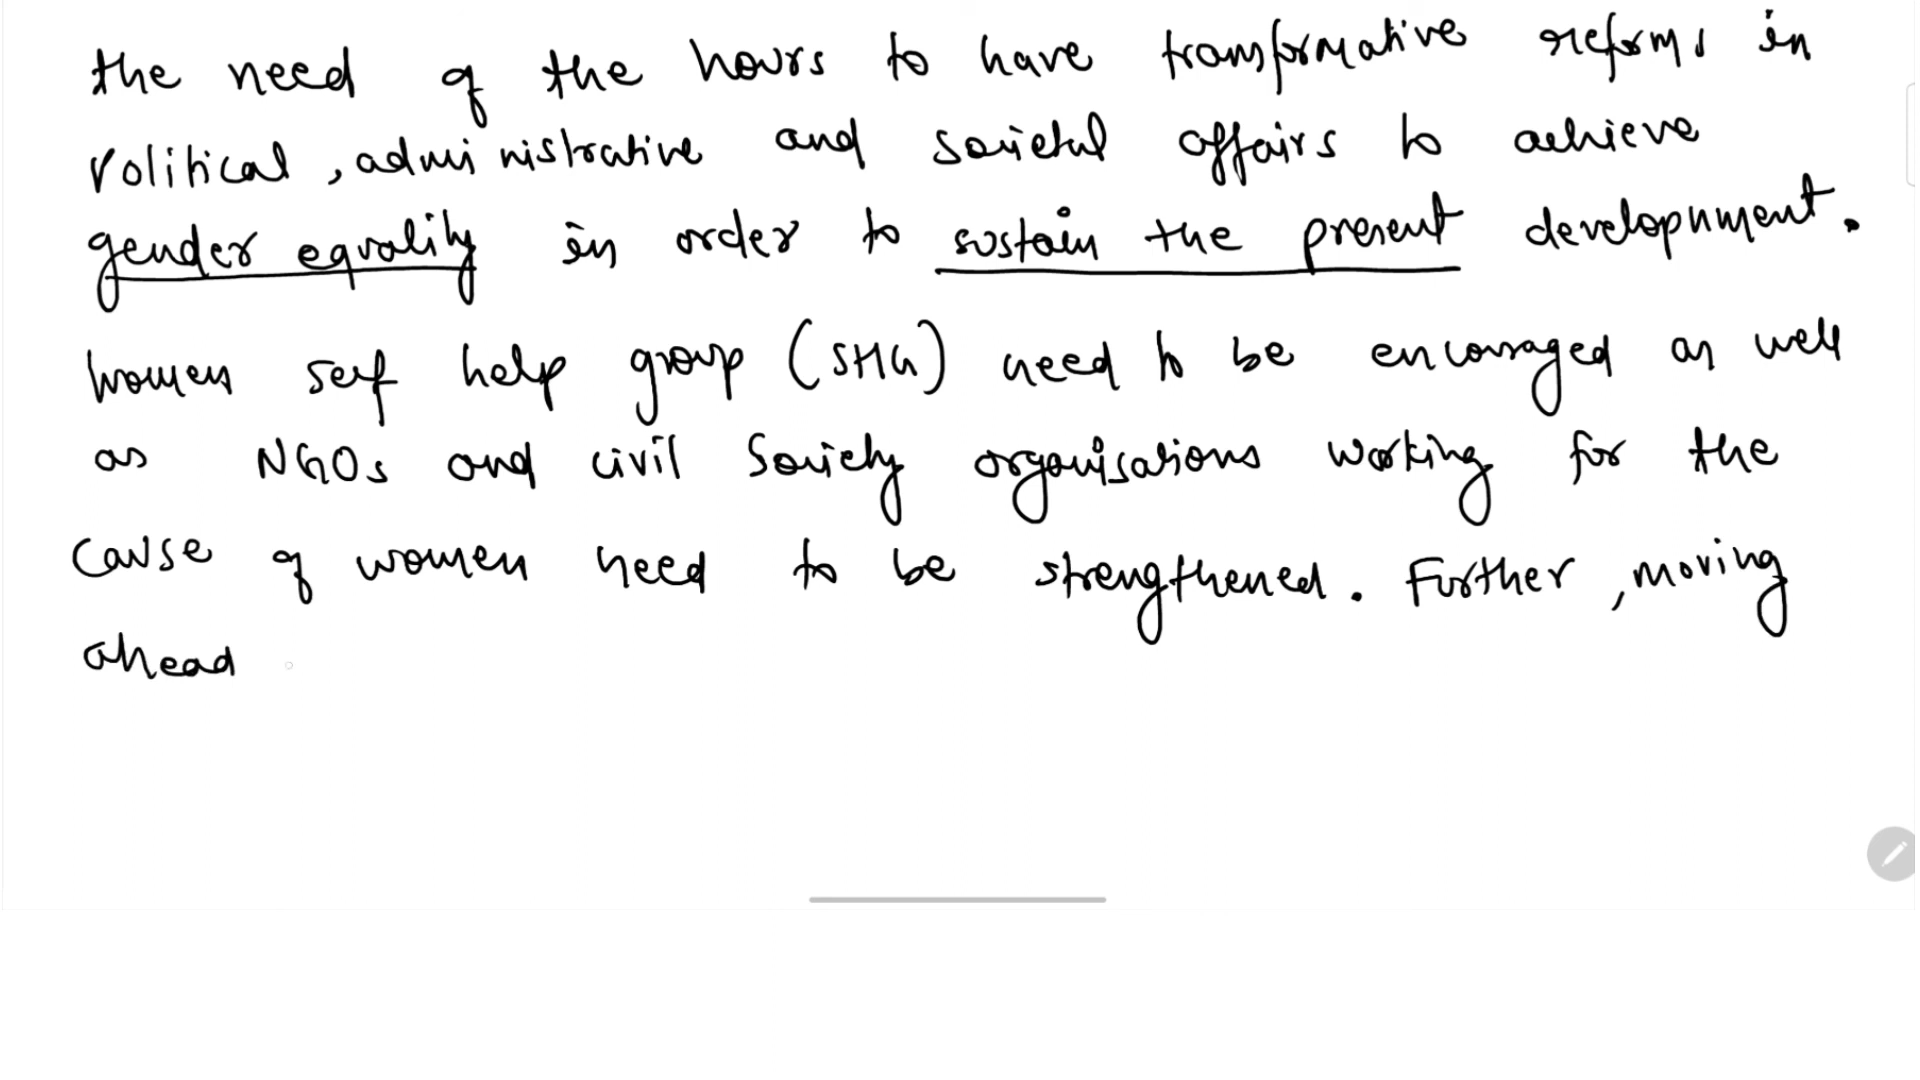 the need of the hours to have transformative reforms in
Political, administrative and societal affairs to achieve
gender equality in order to sustain the present development.
women self help group (SHG) need to be encouraged as well
as NGOs and civil Society organisations working for the
cause of women need to be strengthened. Further, moving
ahead